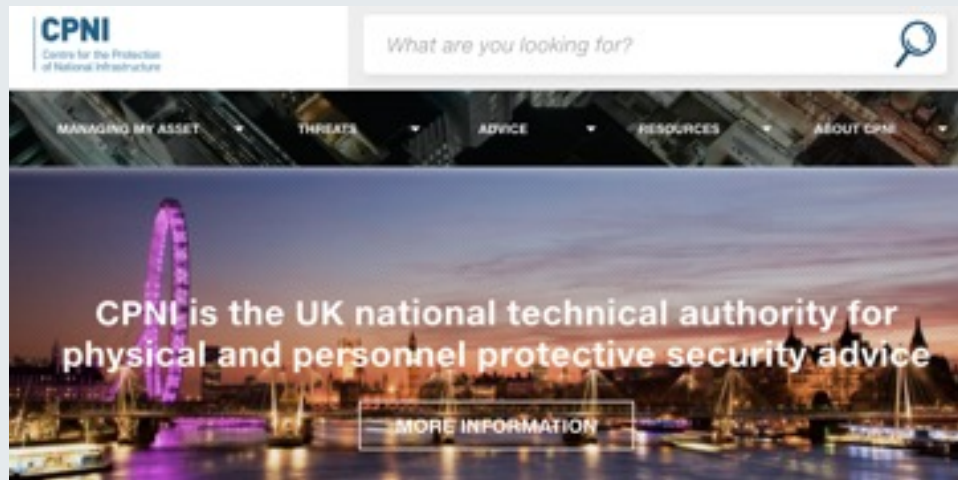 CPNI
Centre for the Protection
of National Infrastructure
What are you looking for?
MANAGING MY ASSET
THREATS
ADVICE
RESOURCES
ABOUT CPNI
CPNI is the UK national technical authority for
physical and personnel protective security advice
MORE INFORMATION